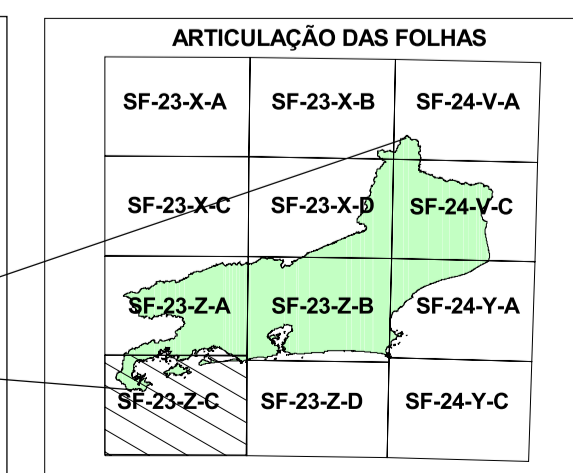 ARTICULAÇÃO DAS FOLHAS
SF-23-X-A SF-23-X-B SF-24-V-A
SF-23-X-C SF-23-X-D SF-24-V-C
SF-23-Z-A SF-23-Z-B SF-24-Y-A
SF-23-Z-C SF-23-Z-D SF-24-Y-C